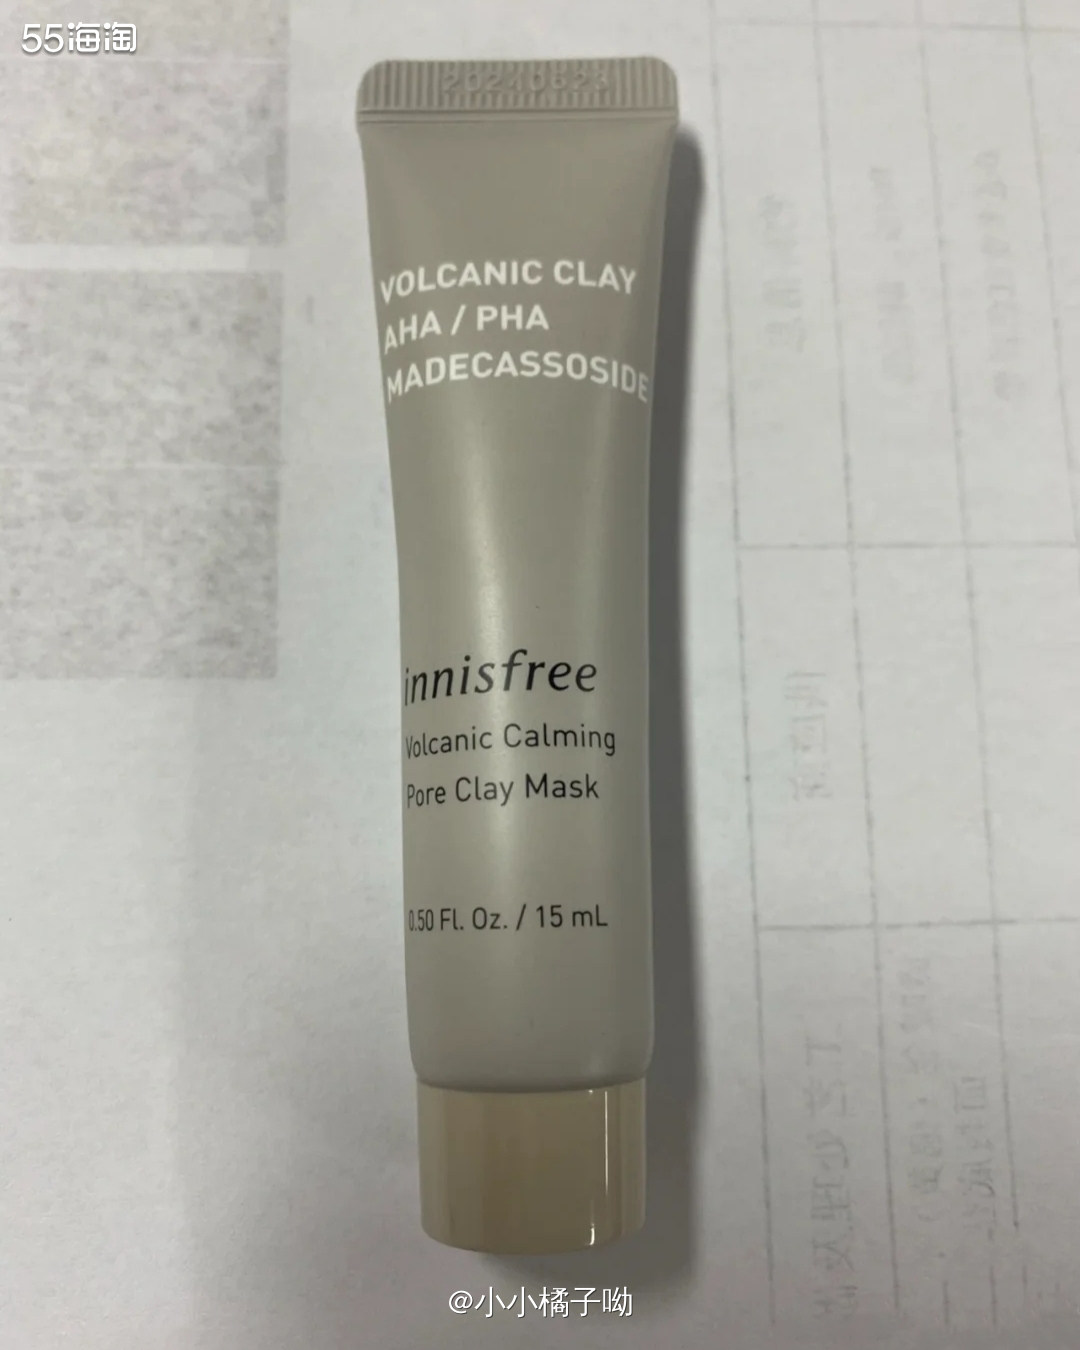 55海淘
20240623
VOLCANIC CLAY
AHA / PHA
MADECASSOSIDE
innisfree
Volcanic Calming
Pore Clay Mask
0.50 Fl. Oz. / 15 mL
@小小橘子呦